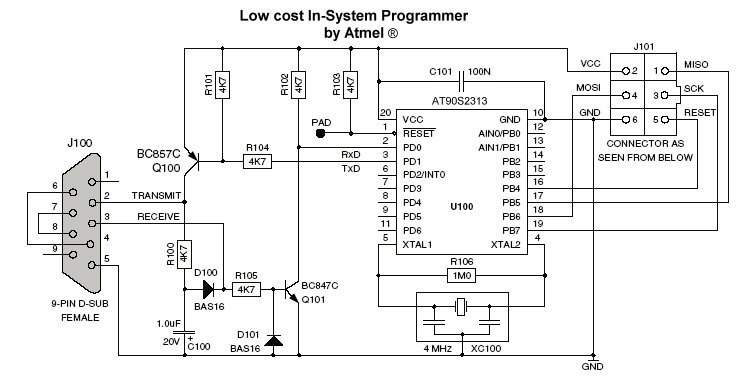 Low cost In-System Programmer
by Atmel ®
J101
VCC
2
1
MISO
MOSI
4
3
SCK
GND
6
5
RESET
CONNECTOR AS
SEEN FROM BELOW
R101
4K7
R102
4K7
R103
4K7
C101
100N
AT90S2313
PAD
20
VCC
GND
10
1
RESET
AIN0/PB0
12
2
PD0
AIN1/PB1
13
RxD
3
PD1
PB2
14
TxD
6
PD2/INT0
PB3
15
7
PD3
PB4
16
8
PD4
PB5
17
9
PD5
PB6
18
11
PD6
PB7
19
5
XTAL1
XTAL2
4
U100
BC857C
Q100
R104
4K7
J100
1
6
2
TRANSMIT
7
3
RECEIVE
8
4
9
5
9-PIN D-SUB
FEMALE
R100
4K7
D100
BAS16
R105
4K7
BC847C
Q101
R106
1M0
1.0uF
20V
+
C100
D101
BAS16
4 MHz
XC100
GND